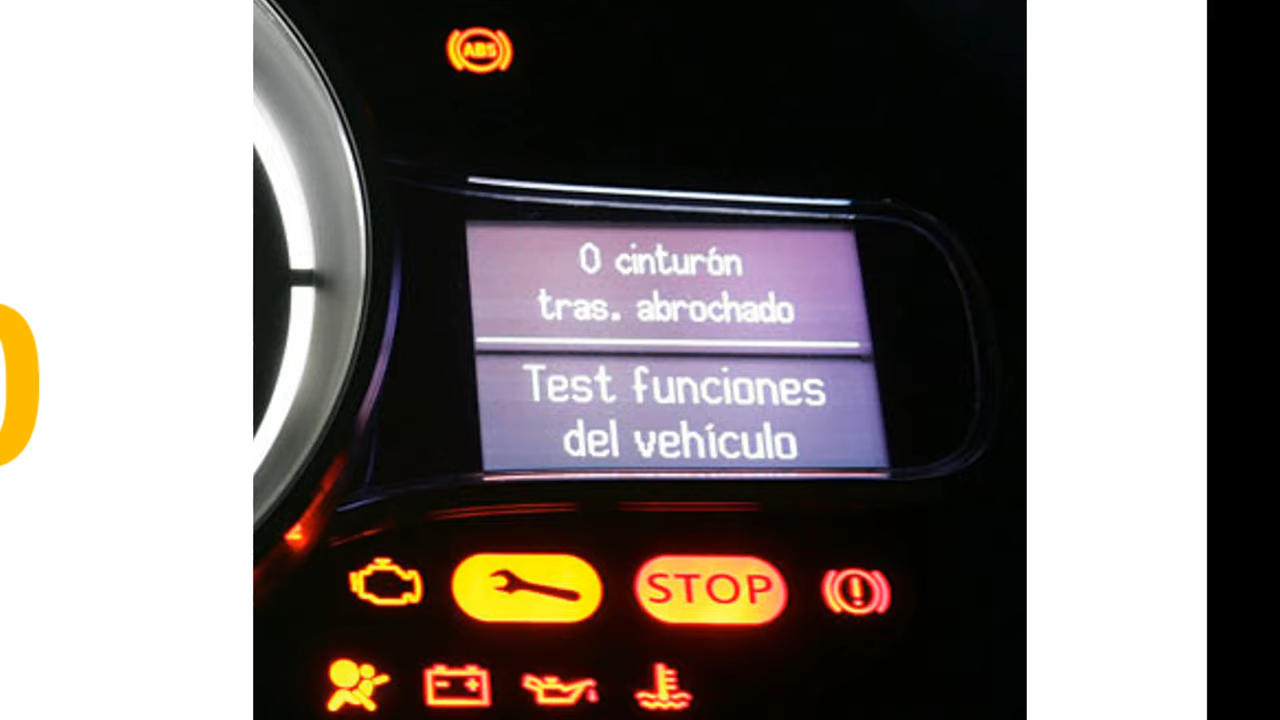 ABS
0 cinturón
tras. abrochado
Test funciones
del vehículo
STOP